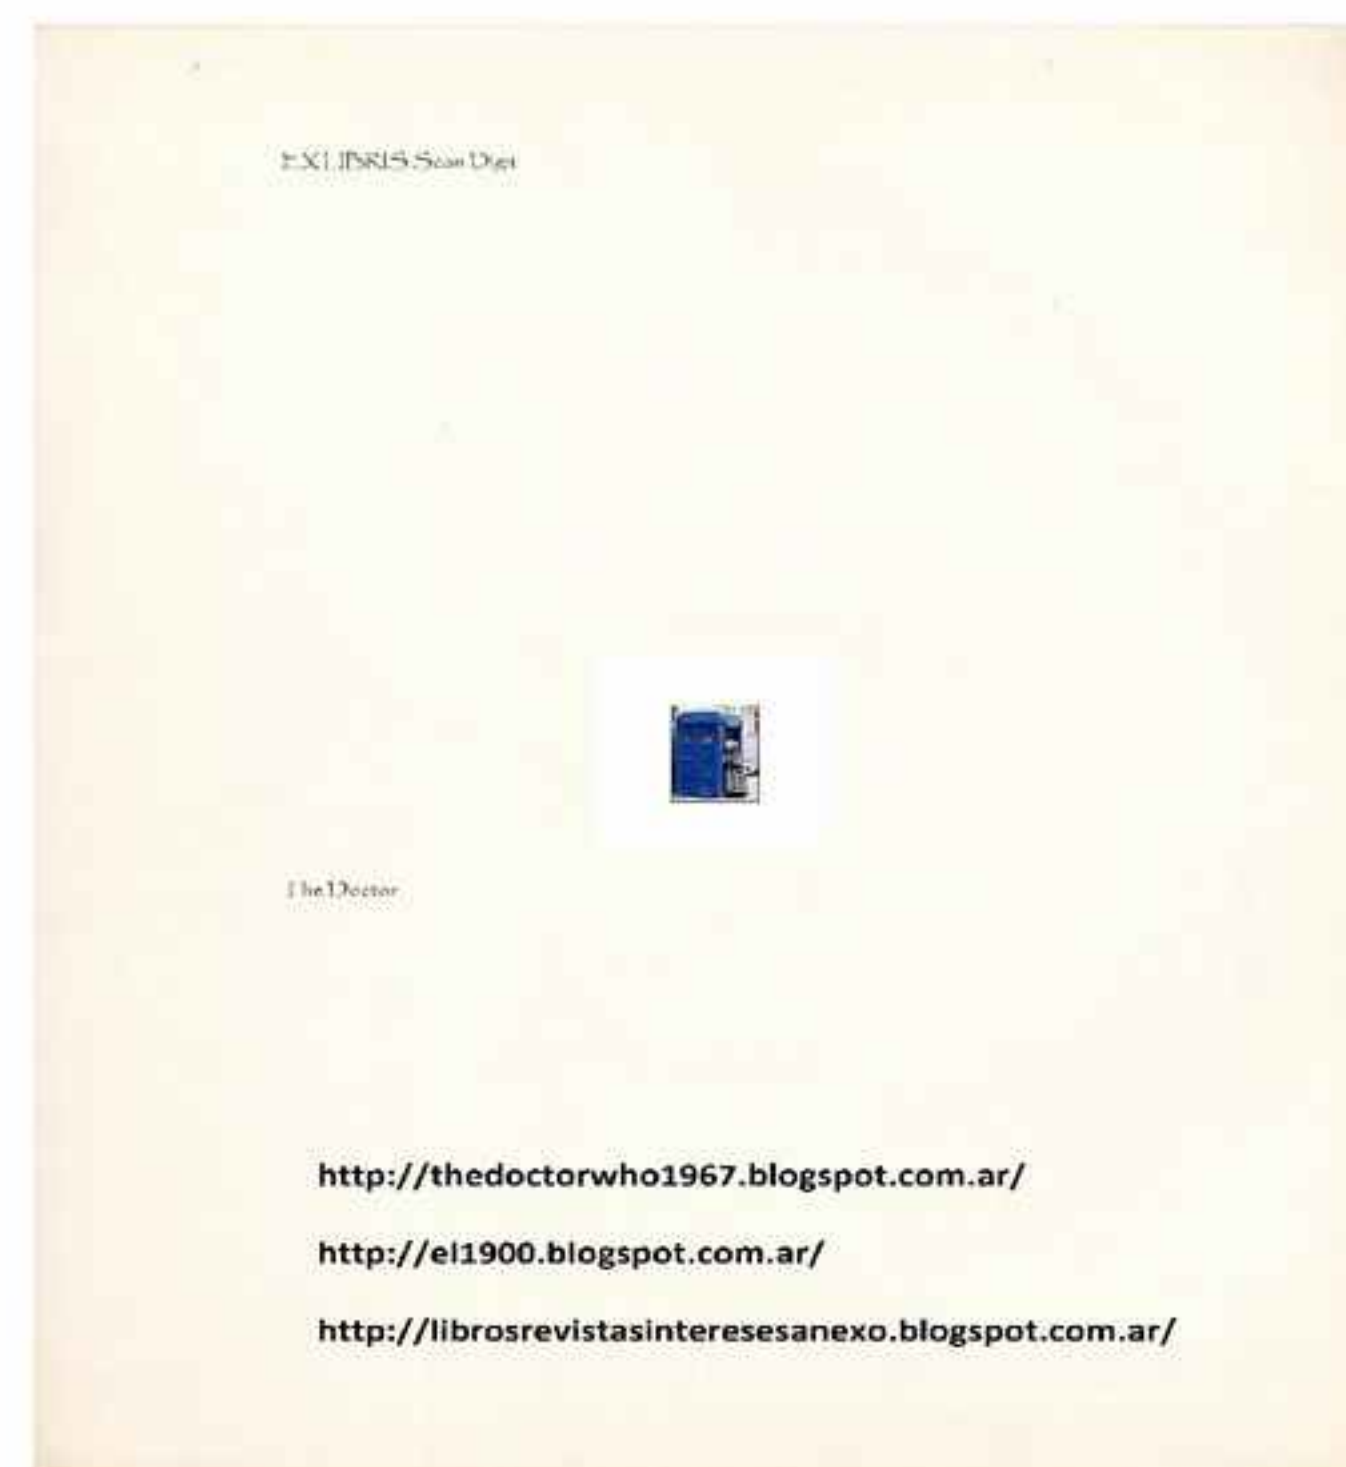 EX LIBRIS Scan Digit
The Doctor
http://thedoctorwho1967.blogspot.com.ar/
http://el1900.blogspot.com.ar/
http://librosrevistasinteresesanexo.blogspot.com.ar/